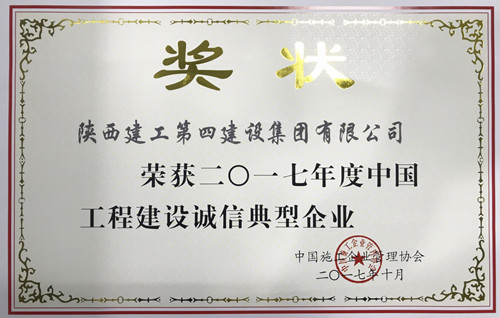 奖状
陕西建工第四建设集团有限公司
荣获二〇一七年度中国
工程建设诚信典型企业
中国施工企业管理协会
二〇一七年十月